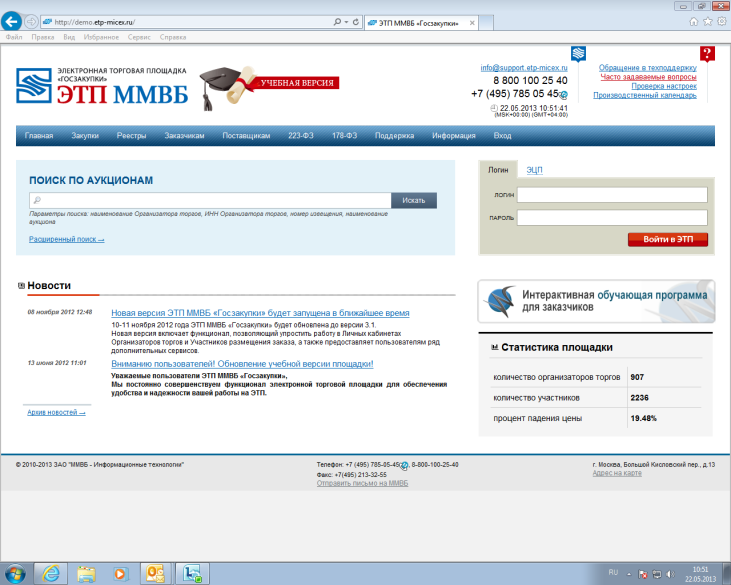 http://demo.etp-micex.ru/
ЭТП ММВБ «Госзакупки»
Файл Правка Вид Избранное Сервис Справка
ЭЛЕКТРОННАЯ ТОРГОВАЯ ПЛОЩАДКА
«ГОСЗАКУПКИ»
ЭТП ММВБ
УЧЕБНАЯ ВЕРСИЯ
info@support.etp-micex.ru
8 800 100 25 40
+7 (495) 785 05 45
22.05.2013 10:51:41
(MSK+00:00) (GMT+04:00)
?
Обращение в техподдержку
Часто задаваемые вопросы
Проверка настроек
Производственный календарь
Главная Закупки Реестры Заказчикам Поставщикам 223-ФЗ 178-ФЗ Поддержка Информация Вход
ПОИСК ПО АУКЦИОНАМ
Искать
Параметры поиска: наименование Организатора торгов, ИНН Организатора торгов, номер извещения, наименование
аукциона
Расширенный поиск →
Логин ЭЦП
ЛОГИН
ПАРОЛЬ
Войти в ЭТП
Новости
08 ноября 2012 12:48
Новая версия ЭТП ММВБ «Госзакупки» будет запущена в ближайшее время
10-11 ноября 2012 года ЭТП ММВБ «Госзакупки» будет обновлена до версии 3.1.
Новая версия включает функционал, позволяющий упростить работу в Личных кабинетах
Организаторов торгов и Участников размещения заказа, а также предоставляет пользователям ряд
дополнительных сервисов.
13 июня 2012 11:01
Вниманию пользователей! Обновление учебной версии площадки!
Уважаемые пользователи ЭТП ММВБ «Госзакупки»,
Мы постоянно совершенствуем функционал электронной торговой площадки для обеспечения
удобства и надежности вашей работы на ЭТП.
Архив новостей →
Интерактивная обучающая программа
для заказчиков
Статистика площадки
количество организаторов торгов 907
количество участников 2236
процент падения цены 19.48%
© 2010-2013 ЗАО "ММВБ - Информационные технологии"
Телефон: +7 (495) 785-05-45, 8-800-100-25-40
Факс: +7(495) 213-32-55
Отправить письмо на ММВБ
г. Москва, Большой Кисловский пер., д.13
Адрес на карте
RU
10:51
22.05.2013